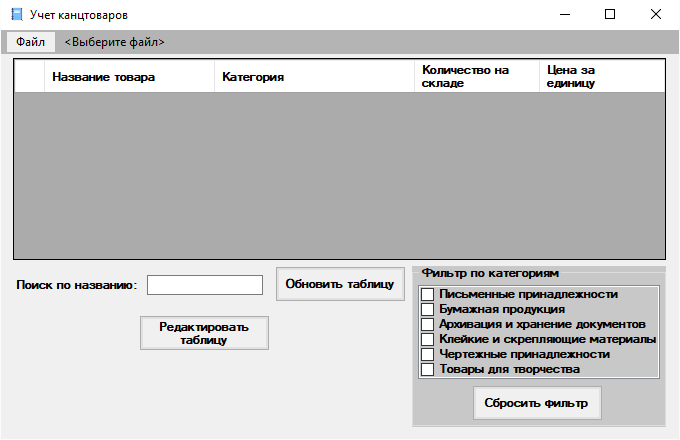 Учет канцтоваров
Файл <Выберите файл>
Название товара Категория Количество на складе Цена за единицу
Поиск по названию: Обновить таблицу
Редактировать
таблицу
Фильтр по категориям
Письменные принадлежности
Бумажная продукция
Архивация и хранение документов
Клейкие и скрепляющие материалы
Чертежные принадлежности
Товары для творчества
Сбросить фильтр